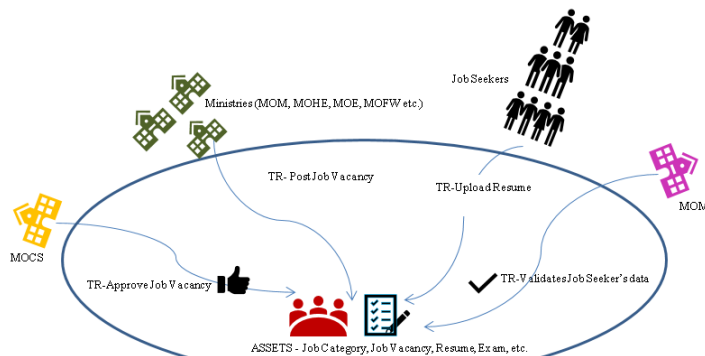 Job Seekers
Ministries (MOM, MOHE, MOE, MOFW etc.)
TR- Post Job Vacancy
TR-Upload Resume
MOM
MOCS
TR-Approve Job Vacancy
TR-Validates Job Seeker's data
ASSETS - Job Category, Job Vacancy, Resume, Exam, etc.